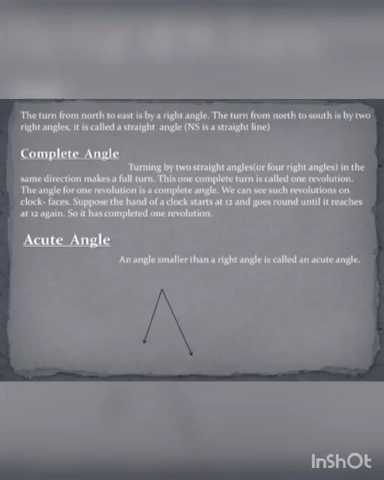 The turn from north to east is by a right angle. The turn from north to south is by two
right angles, it is called a straight angle (NS is a straight line)
Complete Angle
Turning by two straight angles(or four right angles) in the
same direction makes a full turn. This one complete turn is called one revolution.
The angle for one revolution is a complete angle. We can see such revolutions on
clock- faces. Suppose the hand of a clock starts at 12 and goes round until it reaches
at 12 again. So it has completed one revolution.
Acute Angle
An angle smaller than a right angle is called an acute angle.
InShOt